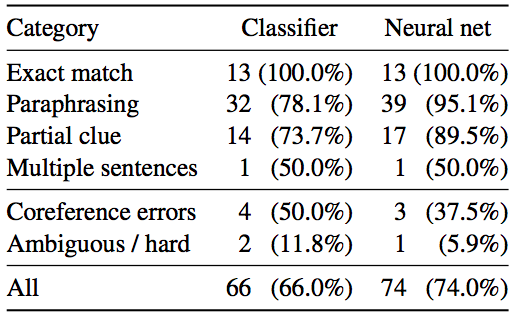 Category Classifier Neural net
Exact match 13 (100.0%) 13 (100.0%)
Paraphrasing 32 (78.1%) 39 (95.1%)
Partial clue 14 (73.7%) 17 (89.5%)
Multiple sentences 1 (50.0%) 1 (50.0%)
Coreference errors 4 (50.0%) 3 (37.5%)
Ambiguous / hard 2 (11.8%) 1 (5.9%)
All 66 (66.0%) 74 (74.0%)